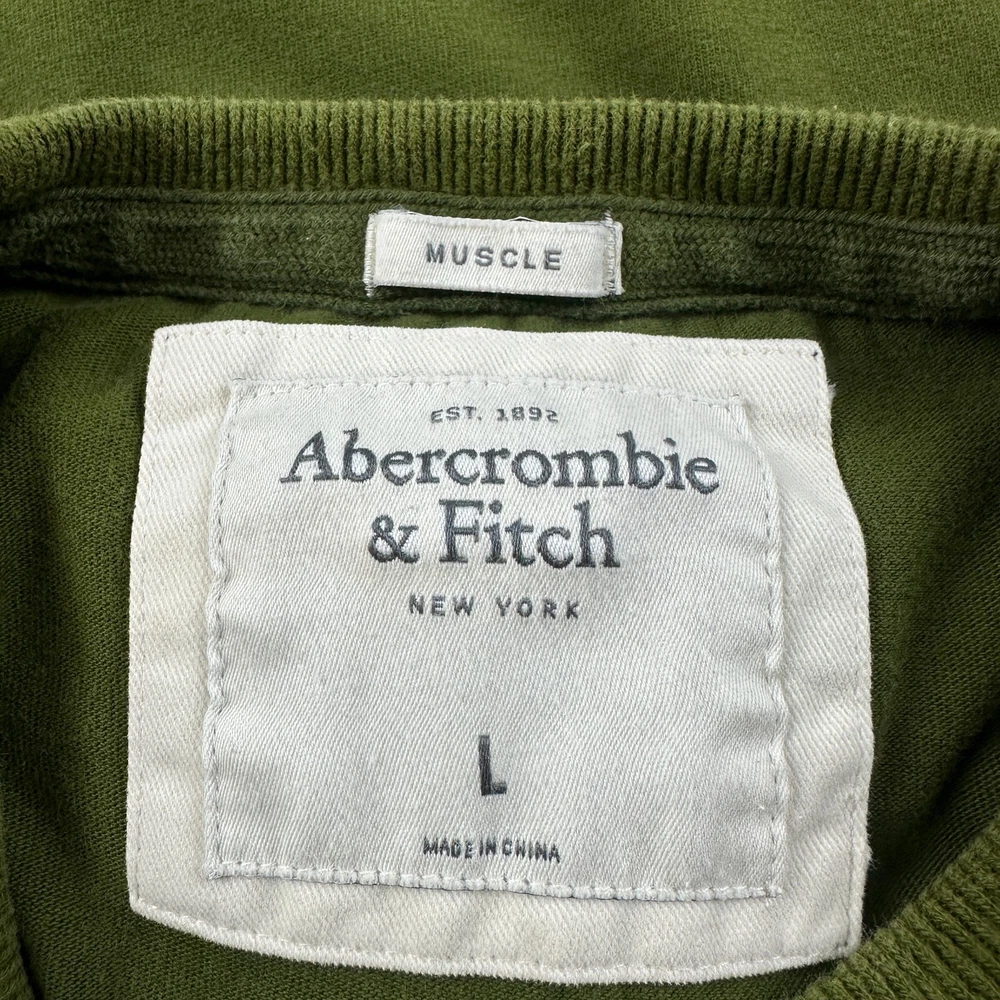 MUSCLE
EST. 1892
Abercrombie
& Fitch
NEW YORK
L
MADE IN CHINA